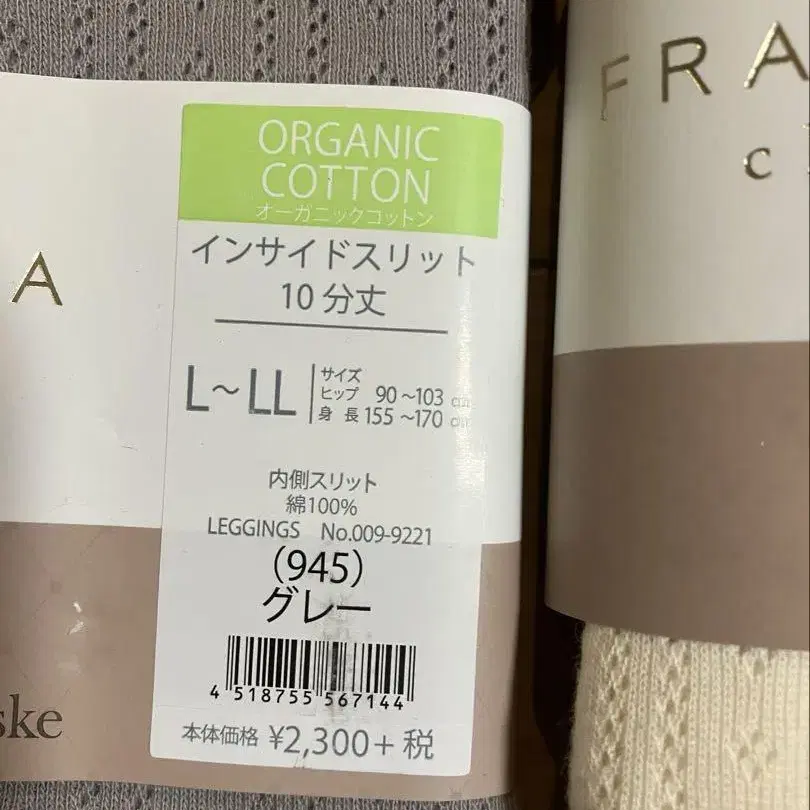 ORGANIC
COTTON
オーガニックコットン
インサイドスリット
10分丈
L～LL
サイズ
ヒップ 90～103 cm
身長 155～170 cm
内側スリット
綿100%
LEGGINGS No.009-9221
(945)
グレー
4 518755 567144
本体価格 ¥2,300+税
A
ske
FRA
c